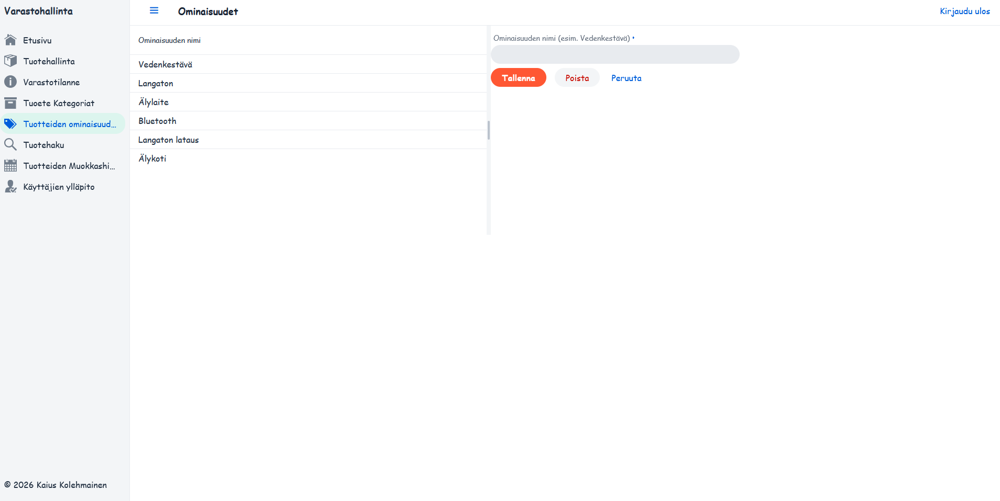 Varastohallinta
Ominaisuudet
Kirjaudu ulos
Etusivu
Tuotehallinta
Varastotilanne
Tuoete Kategoriat
Tuotteiden ominaisuud...
Tuotehaku
Tuotteiden Muokkashi...
Käyttäjien ylläpito
© 2026 Kaius Kolehmainen
Ominaisuuden nimi
Vedenkestävä
Langaton
Älylaite
Bluetooth
Langaton lataus
Älykoti
Ominaisuuden nimi (esim. Vedenkestävä) •
Tallenna
Poista
Peruuta